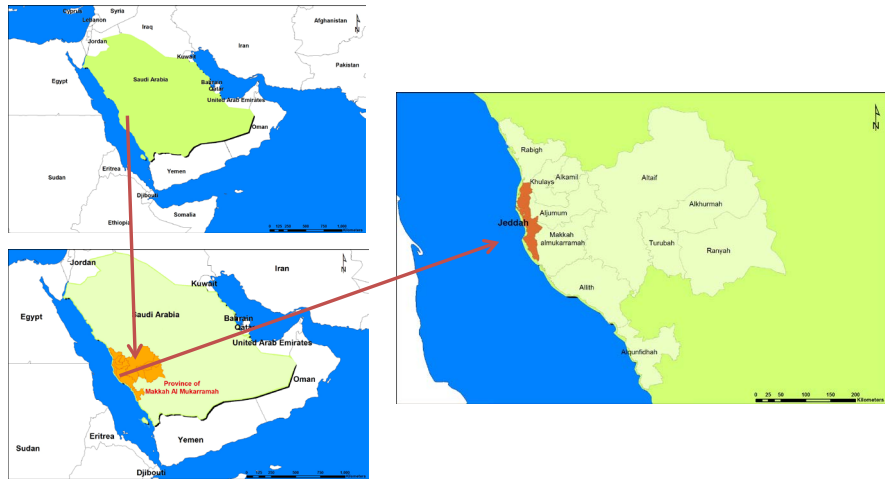 Cyprus
Syria
Lebanon
Afghanistan
Iraq
N
Jordan
Iran
Kuwait
Pakistan
Egypt
Saudi Arabia
Bahrain
Qatar
United Arab Emirates
Oman
Eritrea
Yemen
Sudan
Djibouti
Ethiopia
Somalia
Jordan
Iran
N
Kuwait
Egypt
Saudi Arabia
Bahrain
Qatar
United Arab Emirates
Oman
Province of
Makkah Al Mukarramah
Eritrea
Yemen
Sudan
Djibouti
N
Rabigh
Khulays
Alkamil
Altaif
Alkhurmah
Jeddah
Aljumum
Makkah
almukarramah
Turubah
Ranyah
Allith
Alqunfidhah
0 25 50 100 150 200
Kilometers